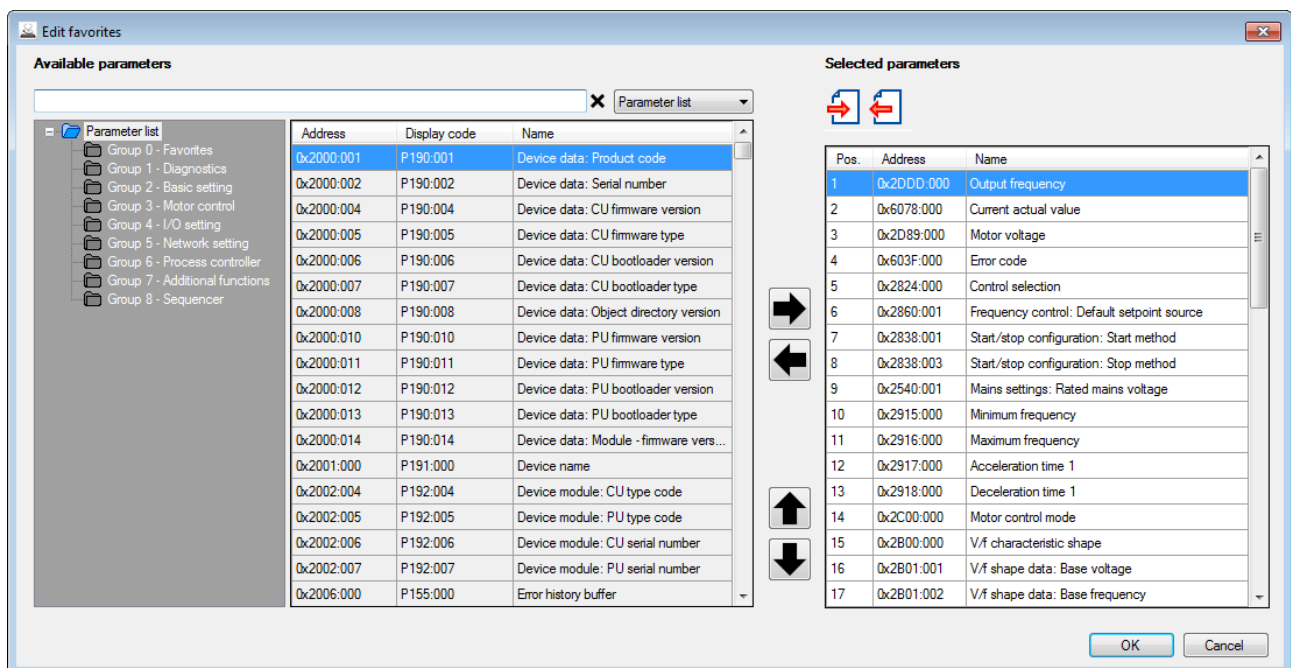 Edit favorites
Available parameters
Parameter list
Parameter list
Group 0 - Favorites
Group 1 - Diagnostics
Group 2 - Basic setting
Group 3 - Motor control
Group 4 - I/O setting
Group 5 - Network setting
Group 6 - Process controller
Group 7 - Additional functions
Group 8 - Sequencer
Address Display code Name
0x2000:001 P190:001 Device data: Product code
0x2000:002 P190:002 Device data: Serial number
0x2000:004 P190:004 Device data: CU firmware version
0x2000:005 P190:005 Device data: CU firmware type
0x2000:006 P190:006 Device data: CU bootloader version
0x2000:007 P190:007 Device data: CU bootloader type
0x2000:008 P190:008 Device data: Object directory version
0x2000:010 P190:010 Device data: PU firmware version
0x2000:011 P190:011 Device data: PU firmware type
0x2000:012 P190:012 Device data: PU bootloader version
0x2000:013 P190:013 Device data: PU bootloader type
0x2000:014 P190:014 Device data: Module - firmware vers...
0x2001:000 P191:000 Device name
0x2002:004 P192:004 Device module: CU type code
0x2002:005 P192:005 Device module: PU type code
0x2002:006 P192:006 Device module: CU serial number
0x2002:007 P192:007 Device module: PU serial number
0x2006:000 P155:000 Error history buffer
Selected parameters
Pos. Address Name
1 0x2DDD:000 Output frequency
2 0x6078:000 Current actual value
3 0x2D89:000 Motor voltage
4 0x603F:000 Error code
5 0x2824:000 Control selection
6 0x2860:001 Frequency control: Default setpoint source
7 0x2838:001 Start/stop configuration: Start method
8 0x2838:003 Start/stop configuration: Stop method
9 0x2540:001 Mains settings: Rated mains voltage
10 0x2915:000 Minimum frequency
11 0x2916:000 Maximum frequency
12 0x2917:000 Acceleration time 1
13 0x2918:000 Deceleration time 1
14 0x2C00:000 Motor control mode
15 0x2B00:000 V/f characteristic shape
16 0x2B01:001 V/f shape data: Base voltage
17 0x2B01:002 V/f shape data: Base frequency
OK Cancel